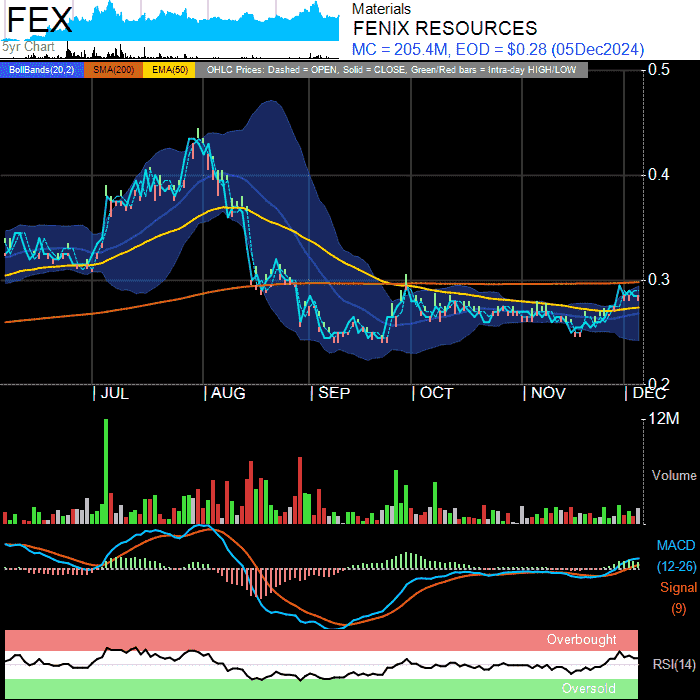 FEX
5yr Chart
Materials
FENIX RESOURCES
MC = 205.4M, EOD = $0.28 (05Dec2024)
BollBands(20,2) SMA(200) EMA(50) OHLC Prices: Dashed = OPEN, Solid = CLOSE, Green/Red bars = Intra-day HIGH/LOW
0.5
0.4
0.3
0.2
| JUL | AUG | SEP | OCT | NOV | DEC
12M
Volume
MACD
(12-26)
Signal
(9)
Overbought
RSI(14)
Oversold